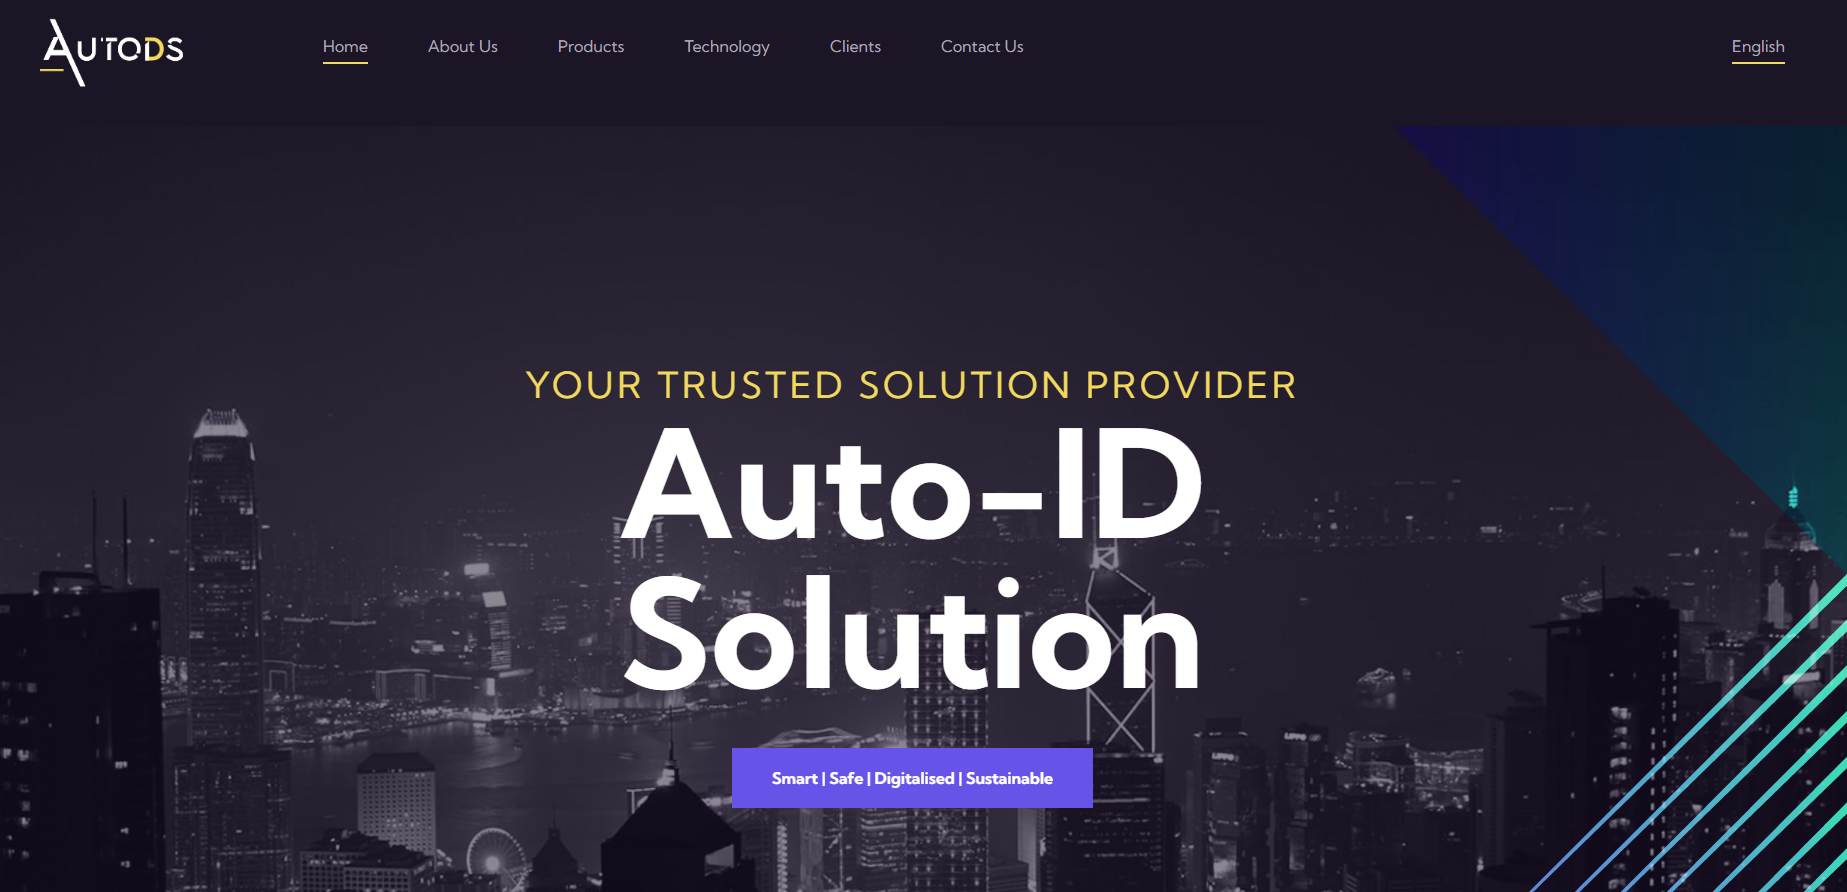 AUTODS
Home
About Us
Products
Technology
Clients
Contact Us
English
YOUR TRUSTED SOLUTION PROVIDER
Auto-ID
Solution
Smart | Safe | Digitalised | Sustainable